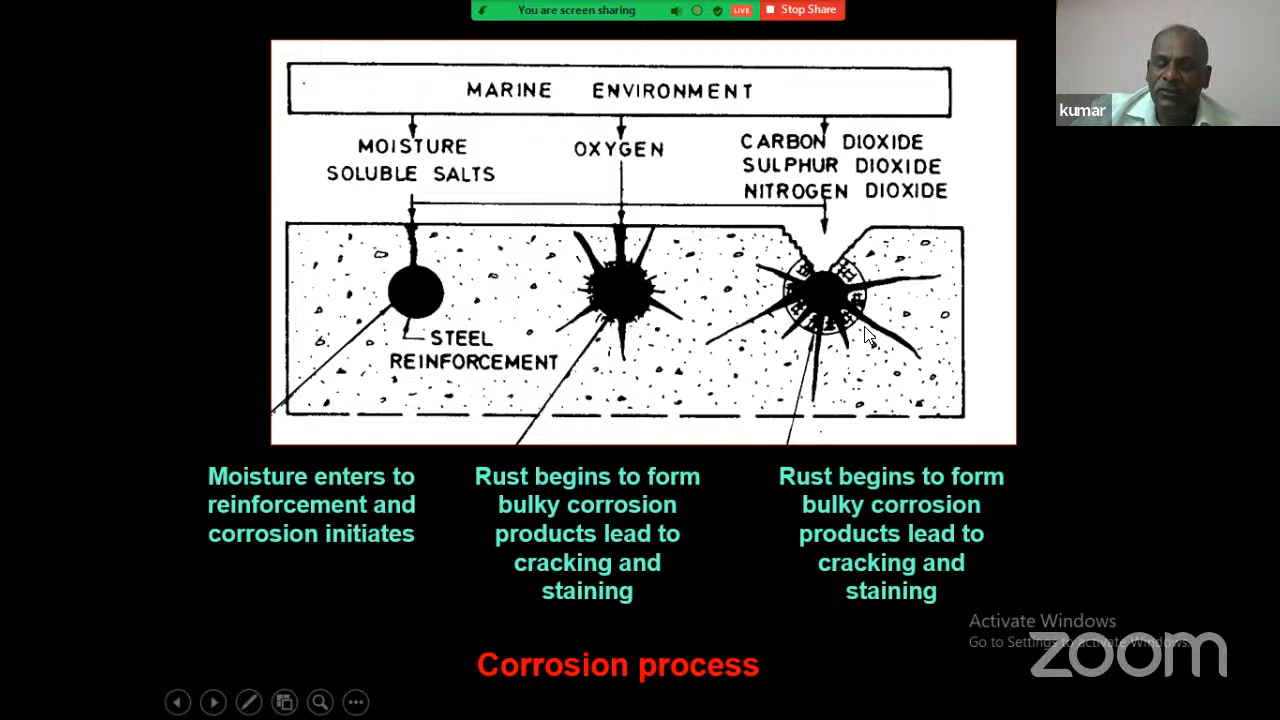 You are screen sharing
LIVE
Stop Share
kumar
MARINE ENVIRONMENT
MOISTURE
SOLUBLE SALTS
OXYGEN
CARBON DIOXIDE
SULPHUR DIOXIDE
NITROGEN DIOXIDE
STEEL
REINFORCEMENT
Moisture enters to
reinforcement and
corrosion initiates
Rust begins to form
bulky corrosion
products lead to
cracking and
staining
Rust begins to form
bulky corrosion
products lead to
cracking and
staining
Activate Windows
Go to Settings to activate Windows.
zoom
Corrosion process